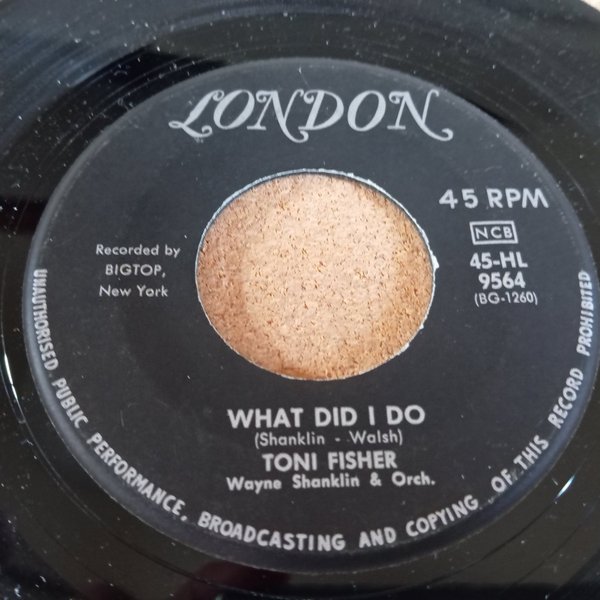 LONDON
45 RPM
NCB
45-HL
9564
(BG-1260)
Recorded by
BIGTOP,
New York
WHAT DID I DO
(Shanklin - Walsh)
TONI FISHER
Wayne Shanklin & Orch.
UNAUTHORISED PUBLIC PERFORMANCE, BROADCASTING AND COPYING OF THIS RECORD PROHIBITED